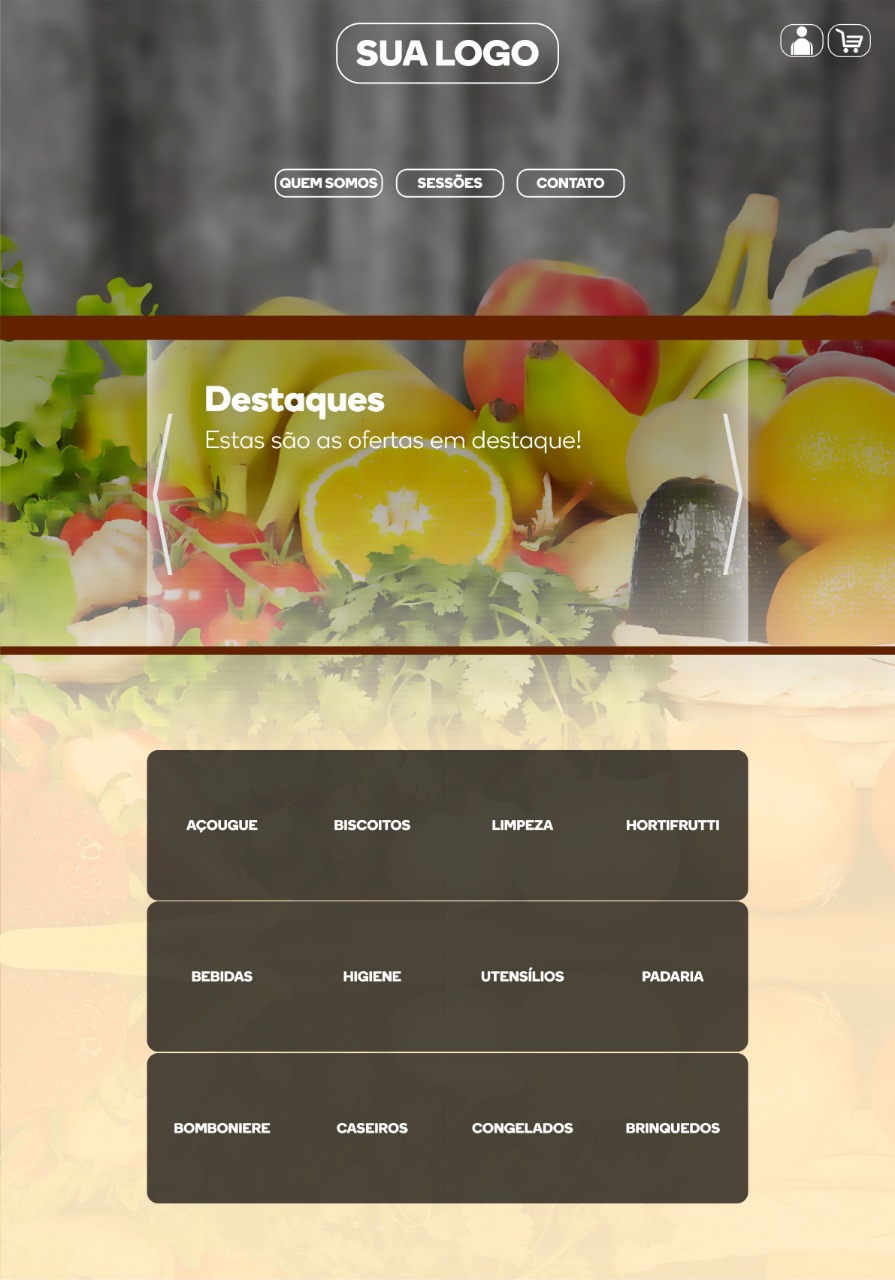 SUA LOGO
QUEM SOMOS SESSÕES CONTATO
Destaques
Estas são as ofertas em destaque!
AÇOUGUE BISCOITOS LIMPEZA HORTIFRUTTI
BEBIDAS HIGIENE UTENSÍLIOS PADARIA
BOMBONIERE CASEIROS CONGELADOS BRINQUEDOS